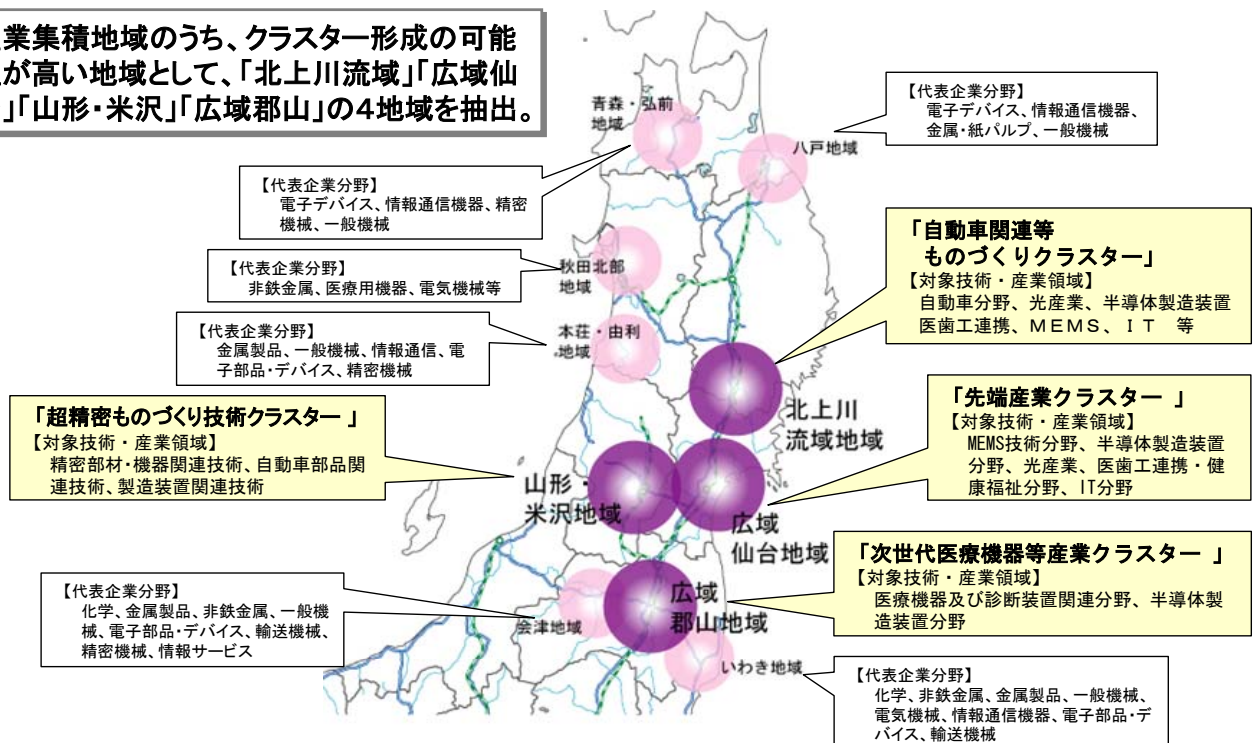 業集積地域のうち、クラスター形成の可能
が高い地域として、「北上川流域」「広域仙
」「山形・米沢」「広域郡山」の4地域を抽出。
青森・弘前
地域
【代表企業分野】
電子デバイス、情報通信機器、
金属・紙パルプ、一般機械
八戸地域
【代表企業分野】
電子デバイス、情報通信機器、精密
機械、一般機械
【代表企業分野】
非鉄金属、医療用機器、電気機械等
秋田北部
地域
「自動車関連等
ものづくりクラスター」
【対象技術・産業領域】
自動車分野、光産業、半導体製造装置
医歯工連携、ＭＥＭＳ、ＩＴ　等
【代表企業分野】
金属製品、一般機械、情報通信、電
子部品・デバイス、精密機械
本荘・由利
地域
北上川
流域地域
「超精密ものづくり技術クラスター 」
【対象技術・産業領域】
精密部材・機器関連技術、自動車部品関
連技術、製造装置関連技術
「先端産業クラスター 」
【対象技術・産業領域】
MEMS技術分野、半導体製造装置
分野、光産業、医歯工連携・健
康福祉分野、IT分野
山形・
米沢地域
広域
仙台地域
「次世代医療機器等産業クラスター 」
【対象技術・産業領域】
医療機器及び診断装置関連分野、半導体製
造装置分野
【代表企業分野】
化学、金属製品、非鉄金属、一般機
械、電子部品・デバイス、輸送機械、
精密機械、情報サービス
会津地域
広域
郡山地域
いわき地域
【代表企業分野】
化学、非鉄金属、金属製品、一般機械、
電気機械、情報通信機器、電子部品・デ
バイス、輸送機械